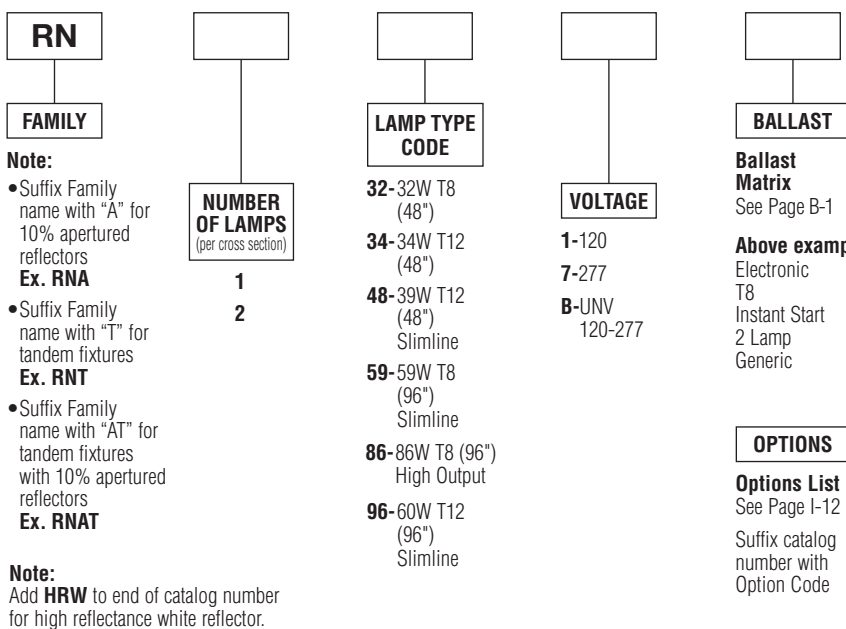 RN
FAMILY
Note:
•Suffix Family
name with “A” for
10% apertured
reflectors
Ex. RNA
•Suffix Family
name with “T” for
tandem fixtures
Ex. RNT
•Suffix Family
name with “AT” for
tandem fixtures
with 10% apertured
reflectors
Ex. RNAT
Note:
Add HRW to end of catalog number
for high reflectance white reflector.
NUMBER
OF LAMPS
(per cross section)
1
2
LAMP TYPE
CODE
32-32W T8
(48")
34-34W T12
(48")
48-39W T12
(48")
Slimline
59-59W T8
(96")
Slimline
86-86W T8 (96")
High Output
96-60W T12
(96")
Slimline
VOLTAGE
1-120
7-277
B-UNV
120-277
BALLAST
Ballast
Matrix
See Page B-1
Above examp
Electronic
T8
Instant Start
2 Lamp
Generic
OPTIONS
Options List
See Page I-12
Suffix catalog
number with
Option Code